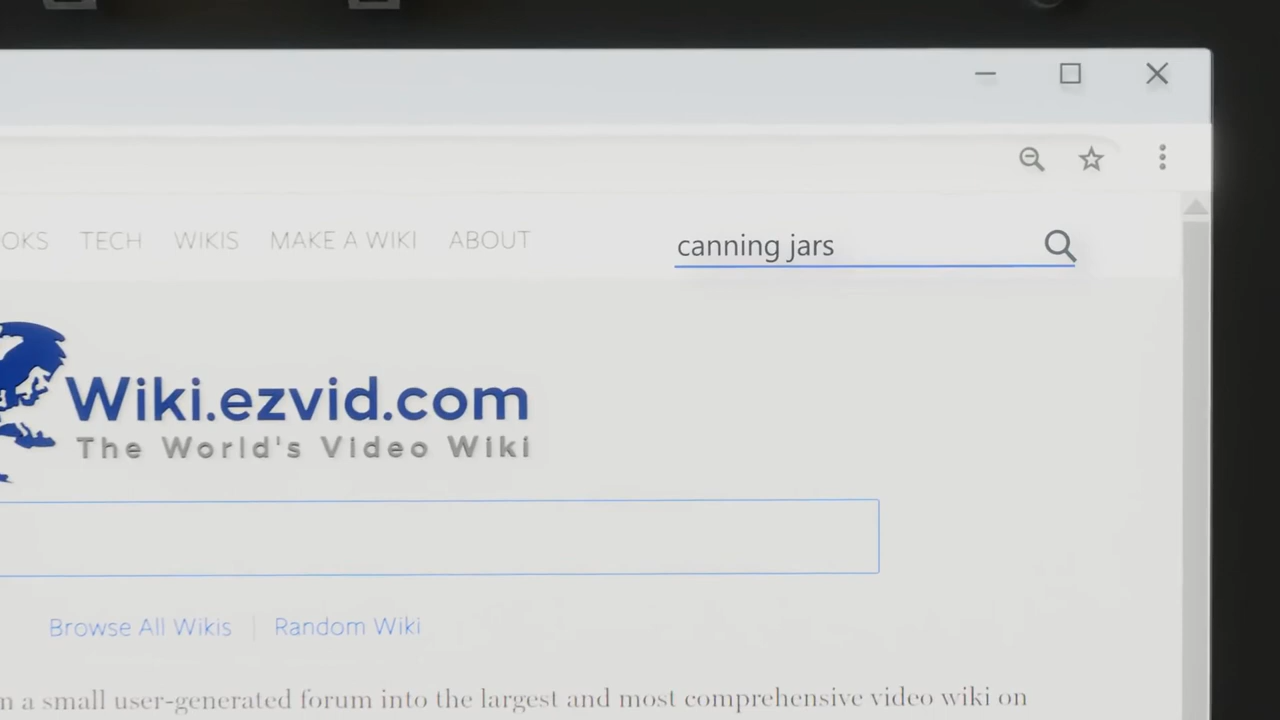 TECH WIKIS MAKE A WIKI ABOUT
canning jars
Wiki.ezvid.com
The World's Video Wiki
Browse All Wikis | Random Wiki
a small user-generated forum into the largest and most comprehensive video wiki on